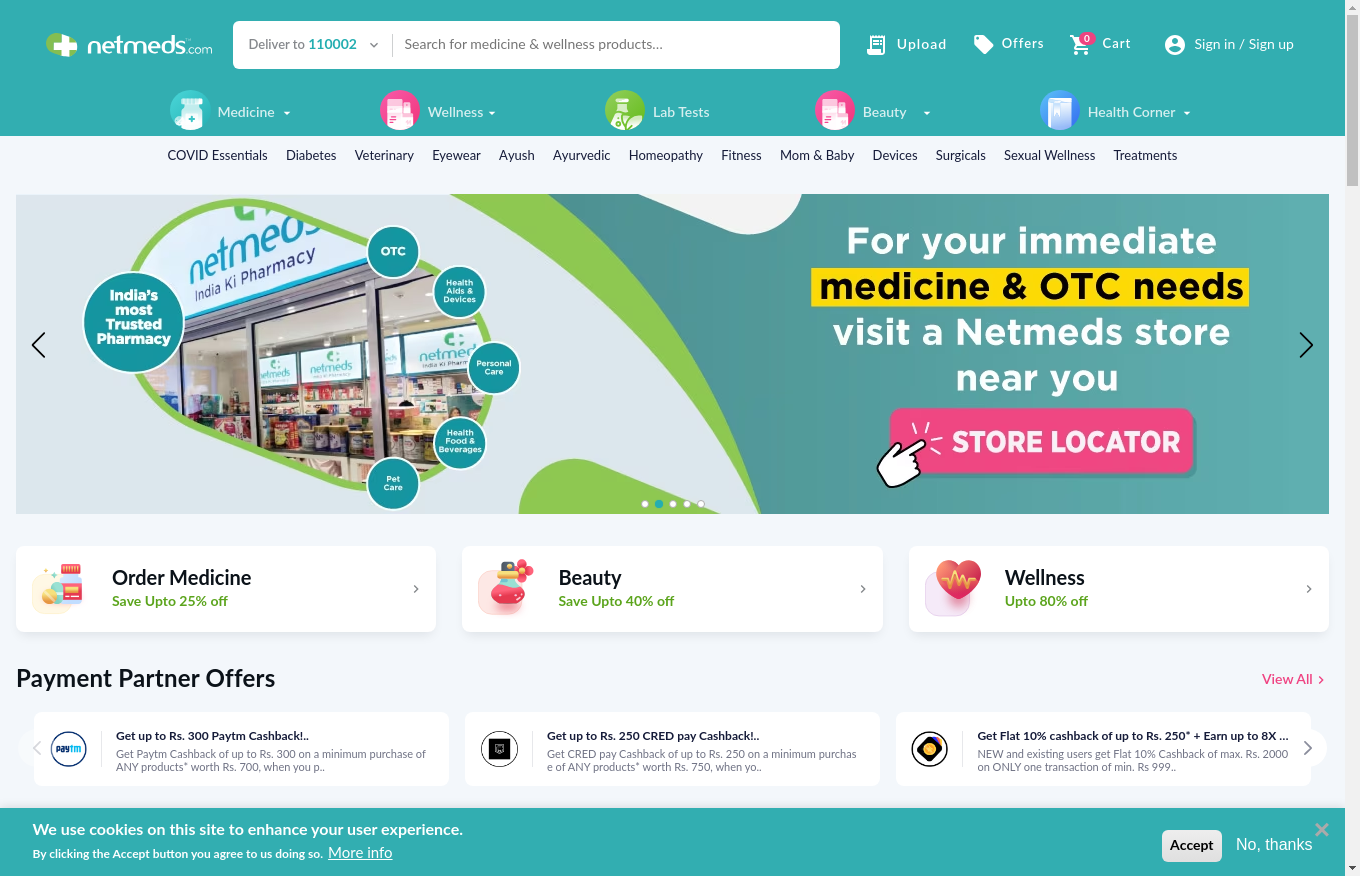 netmeds.com
Deliver to 110002
Search for medicine & wellness products...
Upload
Offers
0
Cart
Sign in / Sign up
Medicine
Wellness
Lab Tests
Beauty
Health Corner
COVID Essentials Diabetes Veterinary Eyewear Ayush Ayurvedic Homeopathy Fitness Mom & Baby Devices Surgicals Sexual Wellness Treatments
netmeds
India Ki Pharmacy
India's
most
Trusted
Pharmacy
OTC
Health
Aids &
Devices
Personal
Care
Health
Food &
Beverages
Pet
Care
netmeds
netmeds
netmeds
India Ki Pharmacy
For your immediate
medicine & OTC needs
visit a Netmeds store
near you
STORE LOCATOR
Order Medicine
Save Upto 25% off
Beauty
Save Upto 40% off
Wellness
Upto 80% off
Payment Partner Offers
View All
paytm
Get up to Rs. 300 Paytm Cashback!..
Get Paytm Cashback of up to Rs. 300 on a minimum purchase of
ANY products* worth Rs. 700, when you p..
Get up to Rs. 250 CRED pay Cashback!..
Get CRED pay Cashback of up to Rs. 250 on a minimum purchas
e of ANY products* worth Rs. 750, when yo..
Get Flat 10% cashback of up to Rs. 250* + Earn up to 8X ...
NEW and existing users get Flat 10% Cashback of max. Rs. 2000
on ONLY one transaction of min. Rs 999..
We use cookies on this site to enhance your user experience.
By clicking the Accept button you agree to us doing so. More info
Accept
No, thanks